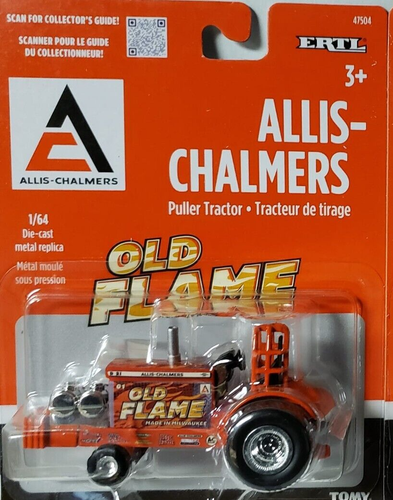 SCAN FOR COLLECTOR'S GUIDE!
SCANNER POUR LE GUIDE
DU COLLECTIONNEUR!
47504
ERTL
3+
ALLIS-
CHALMERS
Puller Tractor • Tracteur de tirage
ALLIS-CHALMERS
1/64
Die-cast
metal replica
Métal moulé
sous pression
OLD
FLAME
ALLIS-CHALMERS
OLD
FLAME
MADE IN MILWAUKEE
TOMY